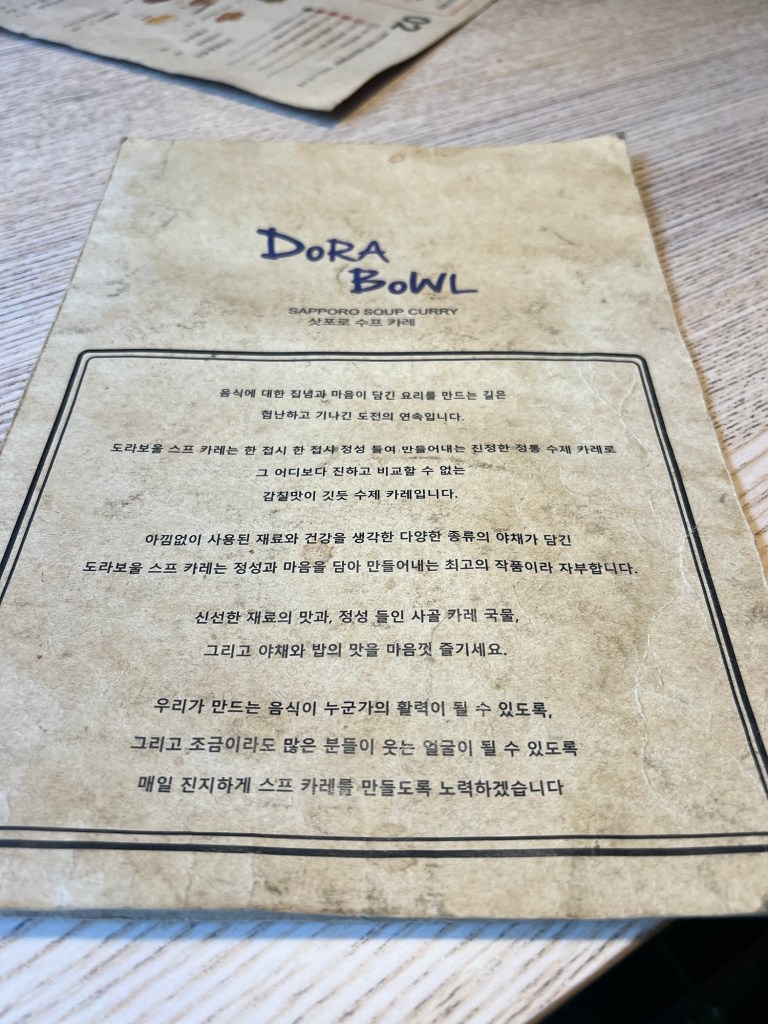 DORA
BOWL
SAPPORO SOUP CURRY
삿포로 수프 카레
음식에 대한 집념과 마음이 담긴 요리를 만드는 길은
험난하고 기나긴 도전의 연속입니다.
도라보울 스프 카레는 한 접시 한 접시 정성 들여 만들어내는 진정한 정통 수제 카레로
그 어디보다 진하고 비교할 수 없는
감칠맛이 깃듯 수제 카레입니다.
아낌없이 사용된 재료와 건강을 생각한 다양한 종류의 야채가 담긴
도라보울 스프 카레는 정성과 마음을 담아 만들어내는 최고의 작품이라 자부합니다.
신선한 재료의 맛과, 정성 들인 사골 카레 국물,
그리고 야채와 밥의 맛을 마음껏 즐기세요.
우리가 만드는 음식이 누군가의 활력이 될 수 있도록,
그리고 조금이라도 많은 분들이 웃는 얼굴이 될 수 있도록
매일 진지하게 스프 카레를 만들도록 노력하겠습니다